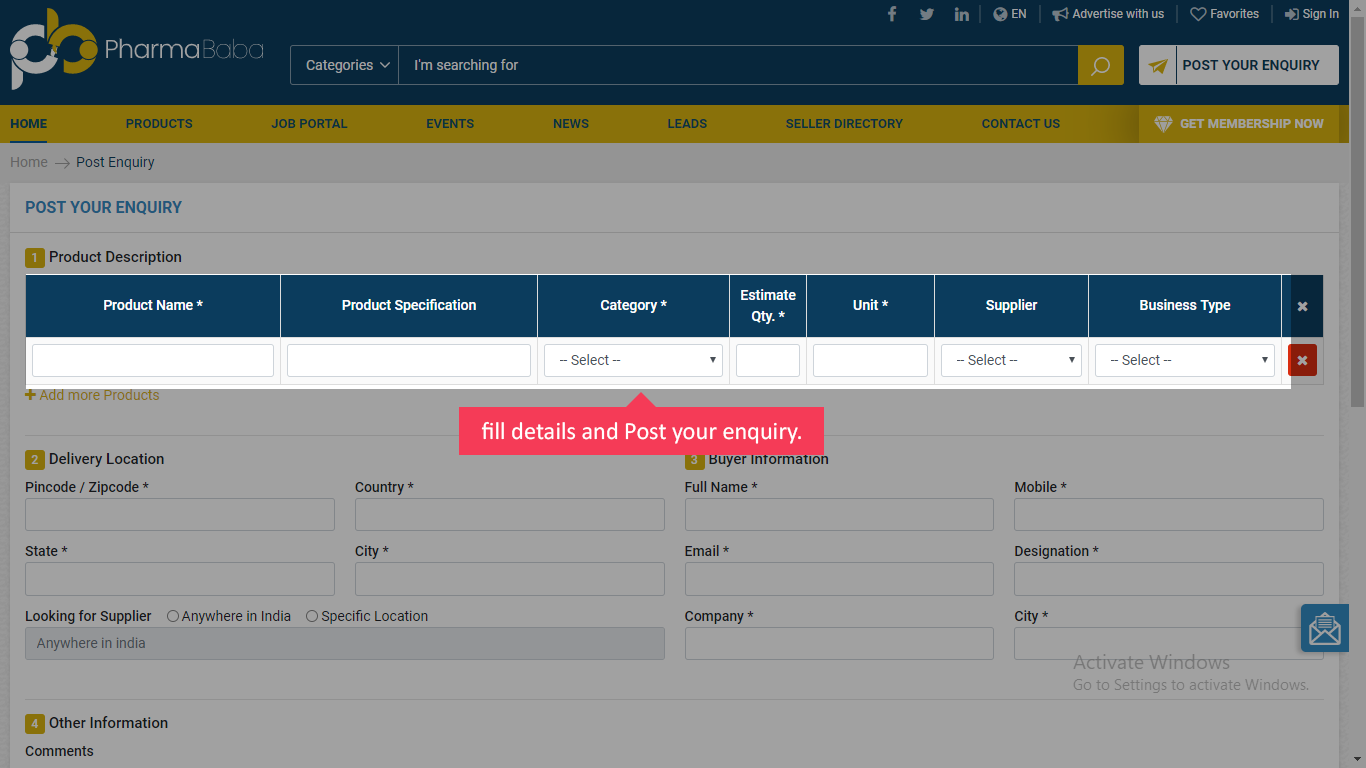 EN
Advertise with us
Favorites
Sign In
PharmaBaba
Categories
I'm searching for
POST YOUR ENQUIRY
HOME
PRODUCTS
JOB PORTAL
EVENTS
NEWS
LEADS
SELLER DIRECTORY
CONTACT US
GET MEMBERSHIP NOW
Home
Post Enquiry
POST YOUR ENQUIRY
1 Product Description
Product Name *
Product Specification
Category *
Estimate
Qty. *
Unit *
Supplier
Business Type
-- Select --
-- Select --
-- Select --
Add more Products
fill details and Post your enquiry.
2 Delivery Location
3 Buyer Information
Pincode / Zipcode *
Country *
Full Name *
Mobile *
State *
City *
Email *
Designation *
Looking for Supplier
Anywhere in India
Specific Location
Company *
City *
Anywhere in india
Activate Windows
Go to Settings to activate Windows.
4 Other Information
Comments